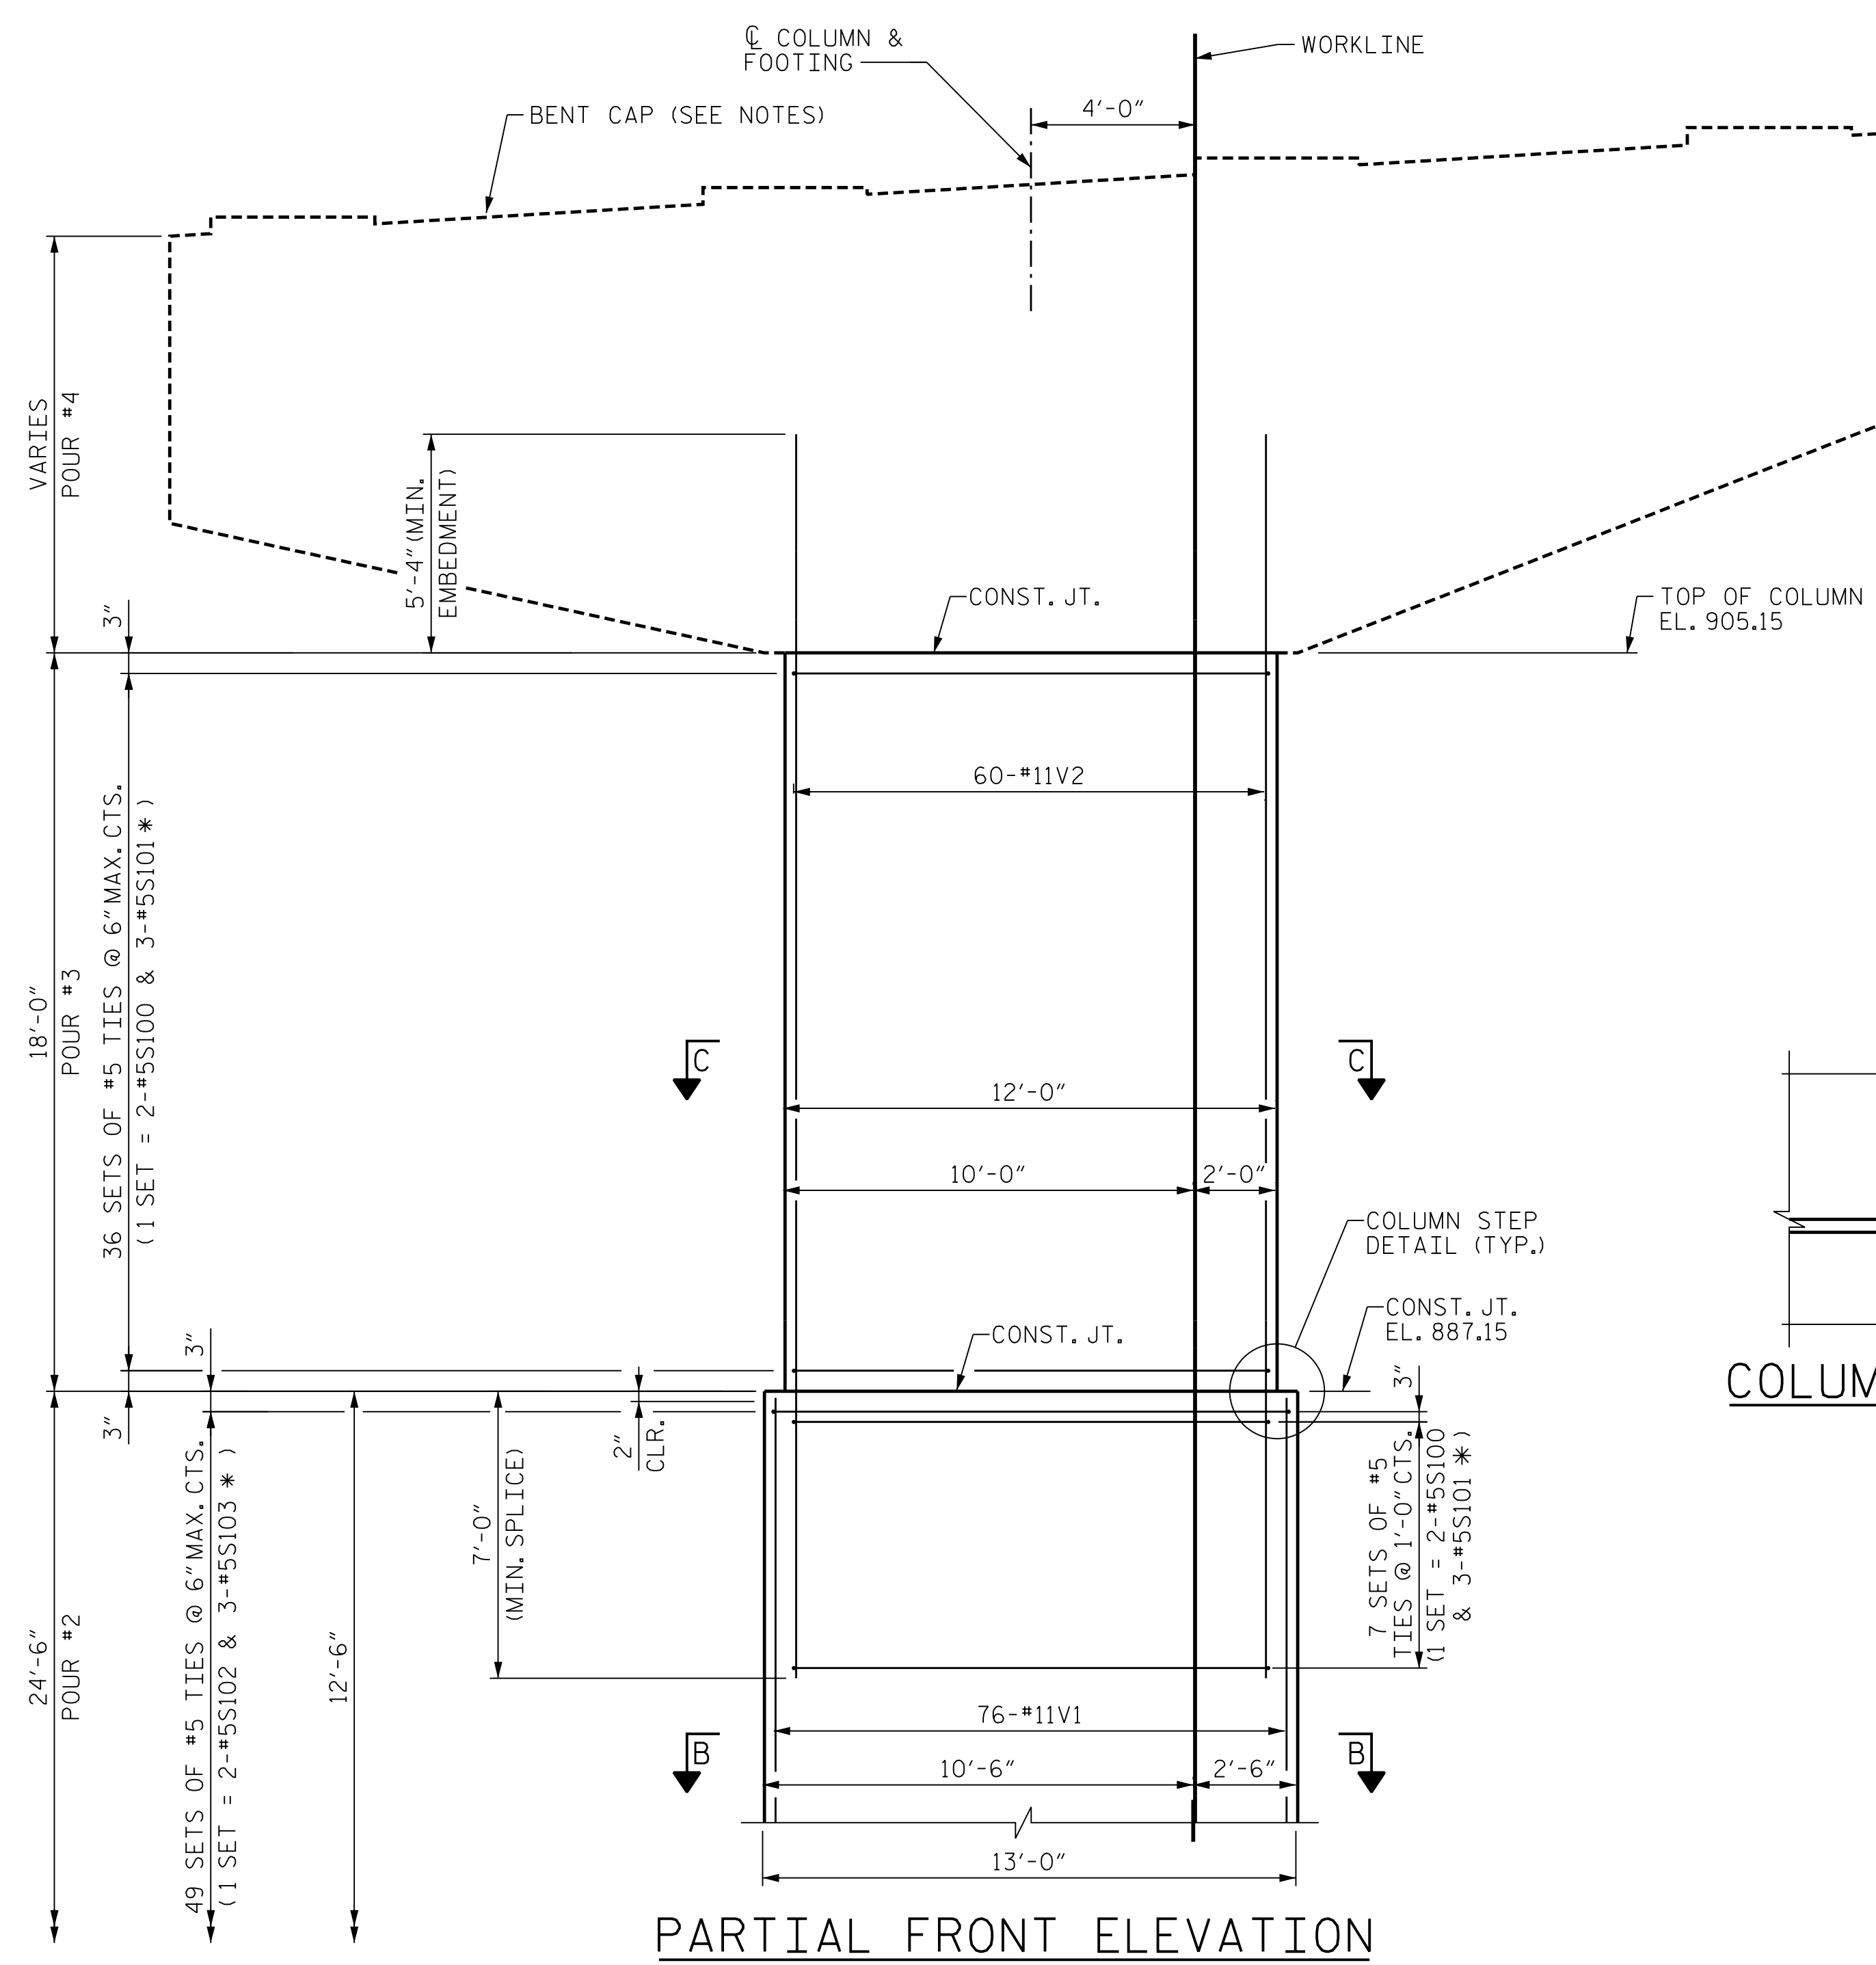 ℄ COLUMN &
FOOTING
WORKLINE
4'-0"
BENT CAP (SEE NOTES)
VARIES
POUR #4
5'-4" (MIN.
EMBEDMENT)
3"
CONST. JT.
TOP OF COLUMN
EL. 905.15
60-#11V2
18'-0"
POUR #3
36 SETS OF #5 TIES @ 6" MAX. CTS.
( 1 SET = 2-#5S100 & 3-#5S101 * )
C
C
12'-0"
10'-0"
2'-0"
COLUMN STEP
DETAIL (TYP.)
CONST. JT.
EL. 887.15
CONST. JT.
3"
3"
3"
2"
CLR.
7'-0"
(MIN. SPLICE)
7 SETS OF #5
TIES @ 1'-0" CTS.
(1 SET = 2-#5S100
& 3-#5S101 * )
24'-6"
POUR #2
49 SETS OF #5 TIES @ 6" MAX. CTS.
( 1 SET = 2-#5S102 & 3-#5S103 * )
12'-6"
76-#11V1
B
B
10'-6"
2'-6"
13'-0"
PARTIAL FRONT ELEVATION